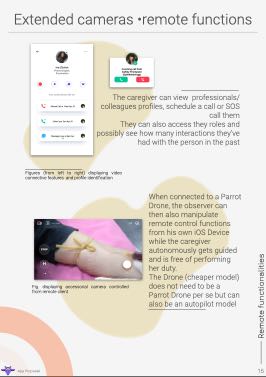 Extended cameras •remote functions
The caregiver can view professionals/
colleagues profiles, schedule a call or SOS
call them
They can also access they roles and
possibly see how many interactions they've
had with the person in the past
Figures (from left to right) displaying video
connective features and profile identification
When connected to a Parrot
Drone, the observer can
then also manipulate
remote control functions
from his own iOS Device
while the caregiver
autonomously gets guided
and is free of performing
her duty.
The Drone (cheaper model)
does not need to be a
Parrot Drone per se but can
also be an autopilot model
Fig displaying accessorial camera controlled
from remote client
Remote functionalities
15